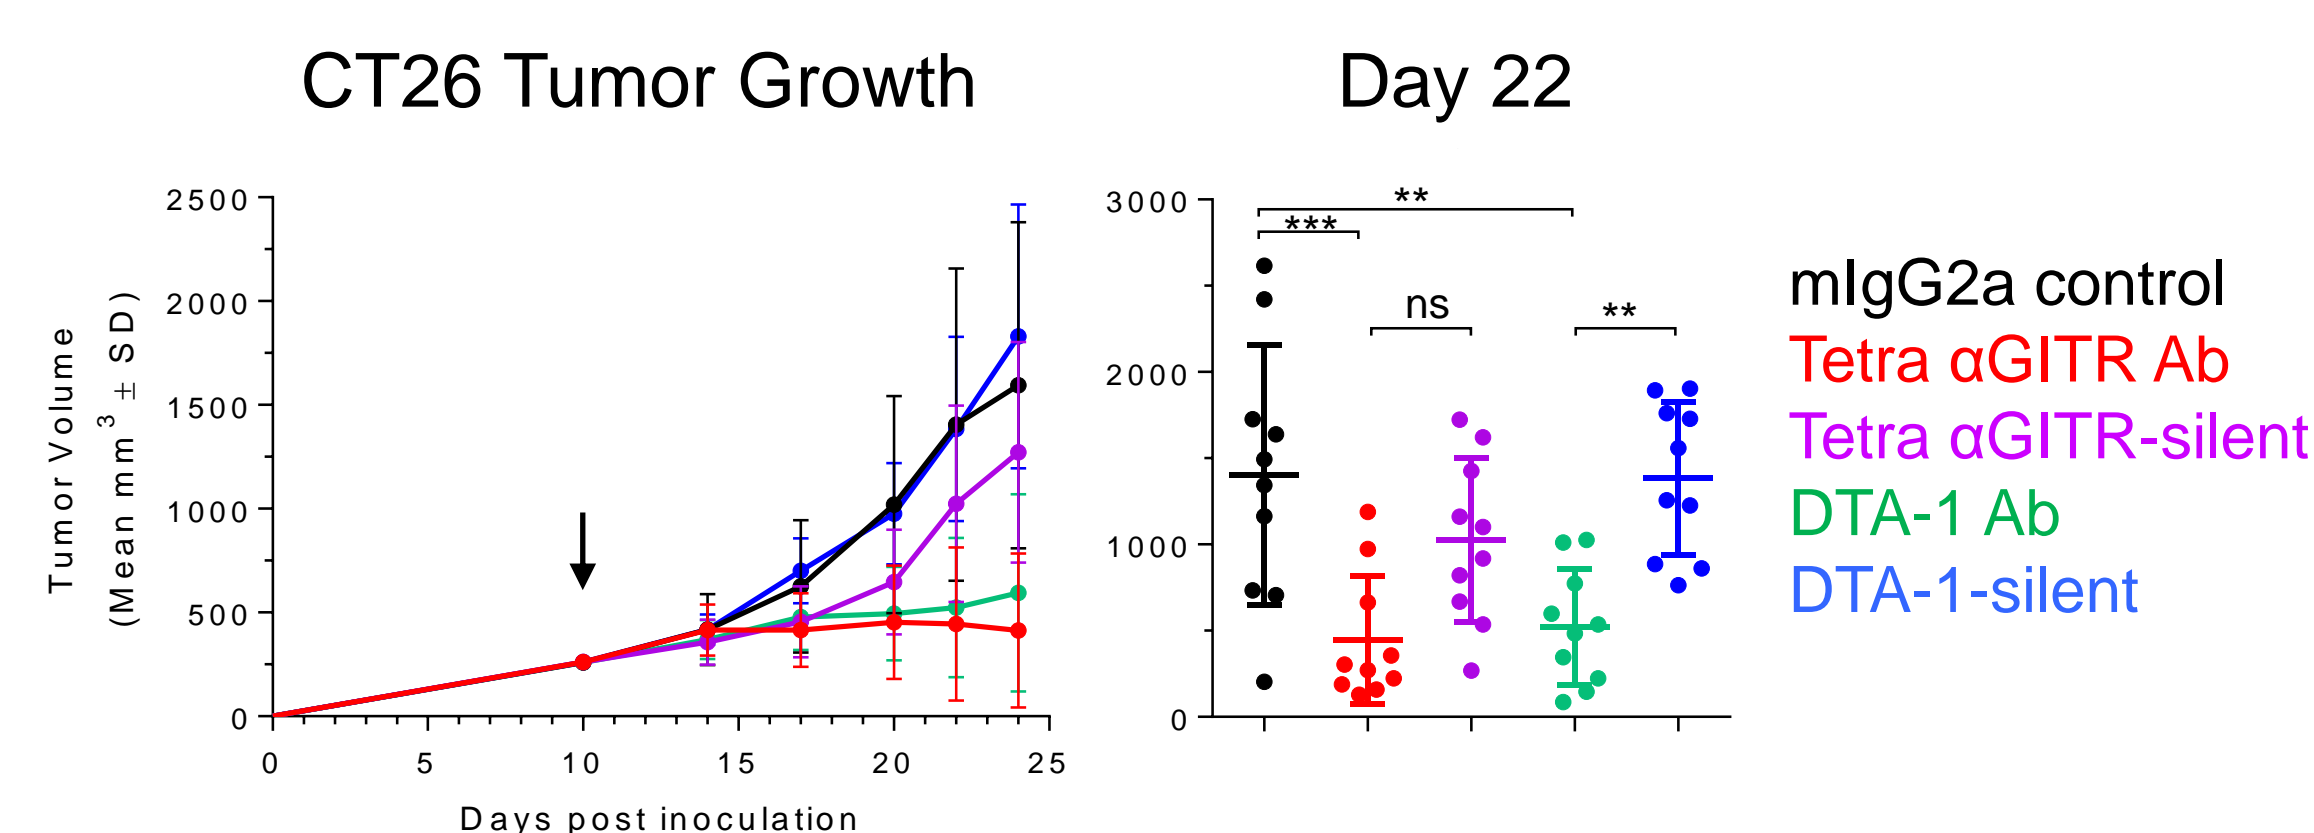 CT26 Tumor Growth
Tumor Volume
(Mean mm³ ± SD)
2500
2000
1500
1000
500
0
0 5 10 15 20 25
Days post inoculation
Day 22
3000
2000
1000
0
**
***
ns
**
mIgG2a control
Tetra αGITR Ab
Tetra αGITR-silent
DTA-1 Ab
DTA-1-silent